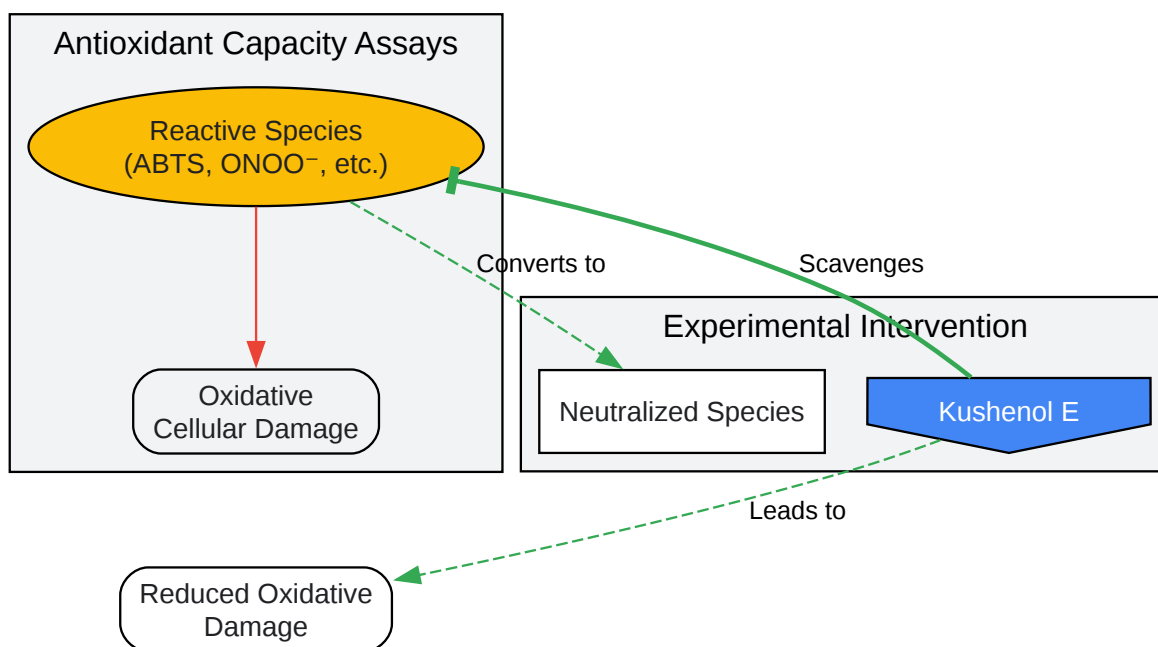 Antioxidant Capacity Assays
Reactive Species
(ABTS, ONOO⁻, etc.)
Converts to
Scavenges
Experimental Intervention
Oxidative
Cellular Damage
Neutralized Species
Kushenol E
Leads to
Reduced Oxidative
Damage